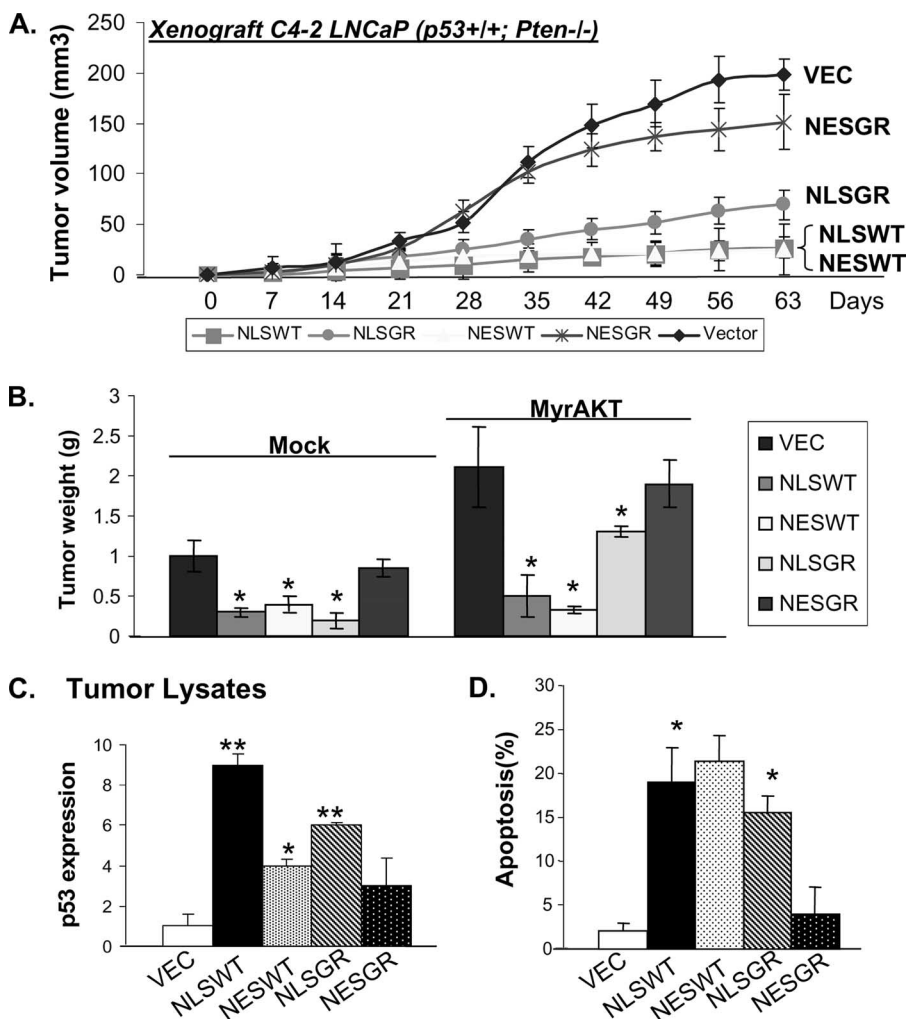 A.
Xenograft C4-2 LNCaP (p53+/+; Pten-/-)
Tumor volume (mm3)
200
150
100
50
0
VEC
NESGR
NLSGR
NLSWT
NESWT
0 7 14 21 28 35 42 49 56 63 Days
NLSWT NLSGR NESWT NESGR Vector
B.
Tumor weight (g)
3
2.5
2
1.5
1
0.5
0
Mock
MyrAKT
* * *
* * *
VEC
NLSWT
NESWT
NLSGR
NESGR
C. Tumor Lysates
p53 expression
10
8
6
4
2
0
** * **
VEC NLSWT NESWT NLSGR NESGR
D.
Apoptosis(%)
30
25
20
15
10
5
0
* *
VEC NLSWT NESWT NLSGR NESGR